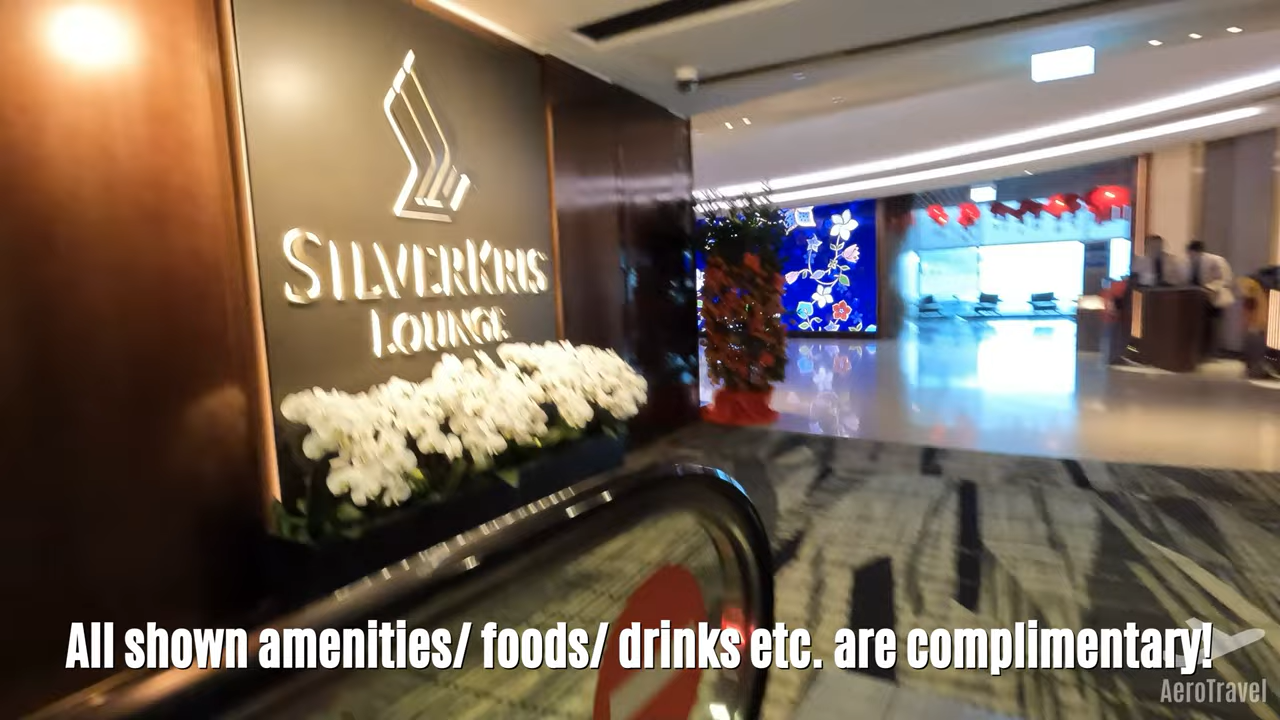 SILVERKRIS
LOUNGE
All shown amenities/ foods/ drinks etc. are complimentary!
AeroTravel